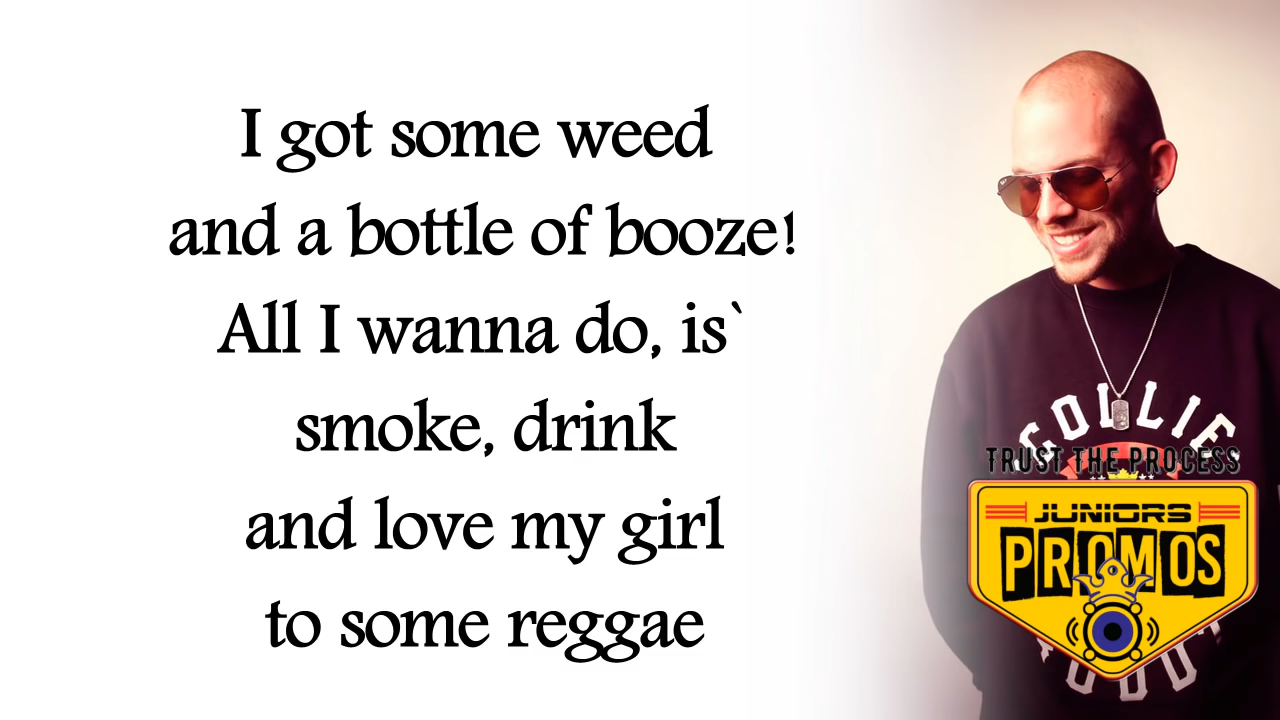 I got some weed
and a bottle of booze!
All I wanna do, is`
smoke, drink
and love my girl
to some reggae
COLLIE
TRUST THE PROCESS
JUNIORS
PROMOS